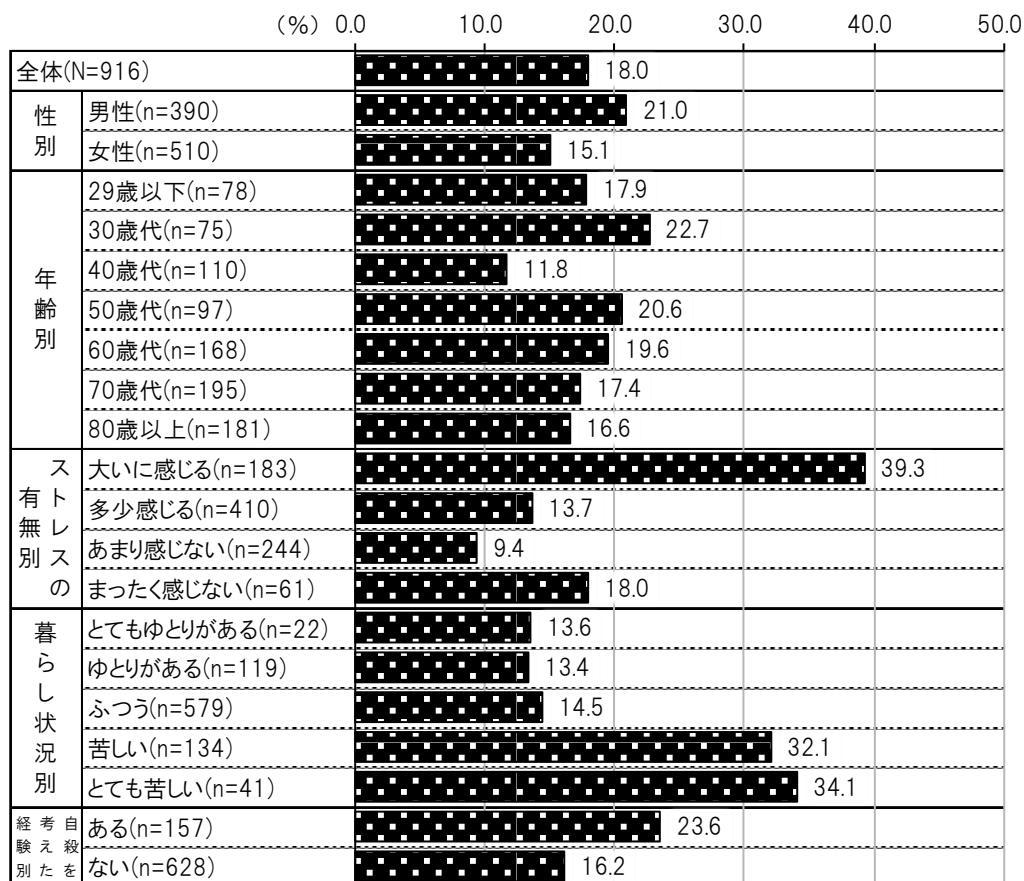 (%) 0.0 10.0 20.0 30.0 40.0 50.0
全体(N=916) 18.0
性別
男性(n=390) 21.0
女性(n=510) 15.1
年齢別
29歳以下(n=78) 17.9
30歳代(n=75) 22.7
40歳代(n=110) 11.8
50歳代(n=97) 20.6
60歳代(n=168) 19.6
70歳代(n=195) 17.4
80歳以上(n=181) 16.6
ストレスの
有無別
大いに感じる(n=183) 39.3
多少感じる(n=410) 13.7
あまり感じない(n=244) 9.4
まったく感じない(n=61) 18.0
暮らし状況別
とてもゆとりがある(n=22) 13.6
ゆとりがある(n=119) 13.4
ふつう(n=579) 14.5
苦しい(n=134) 32.1
とても苦しい(n=41) 34.1
自殺を
考えた
経験別
ある(n=157) 23.6
ない(n=628) 16.2